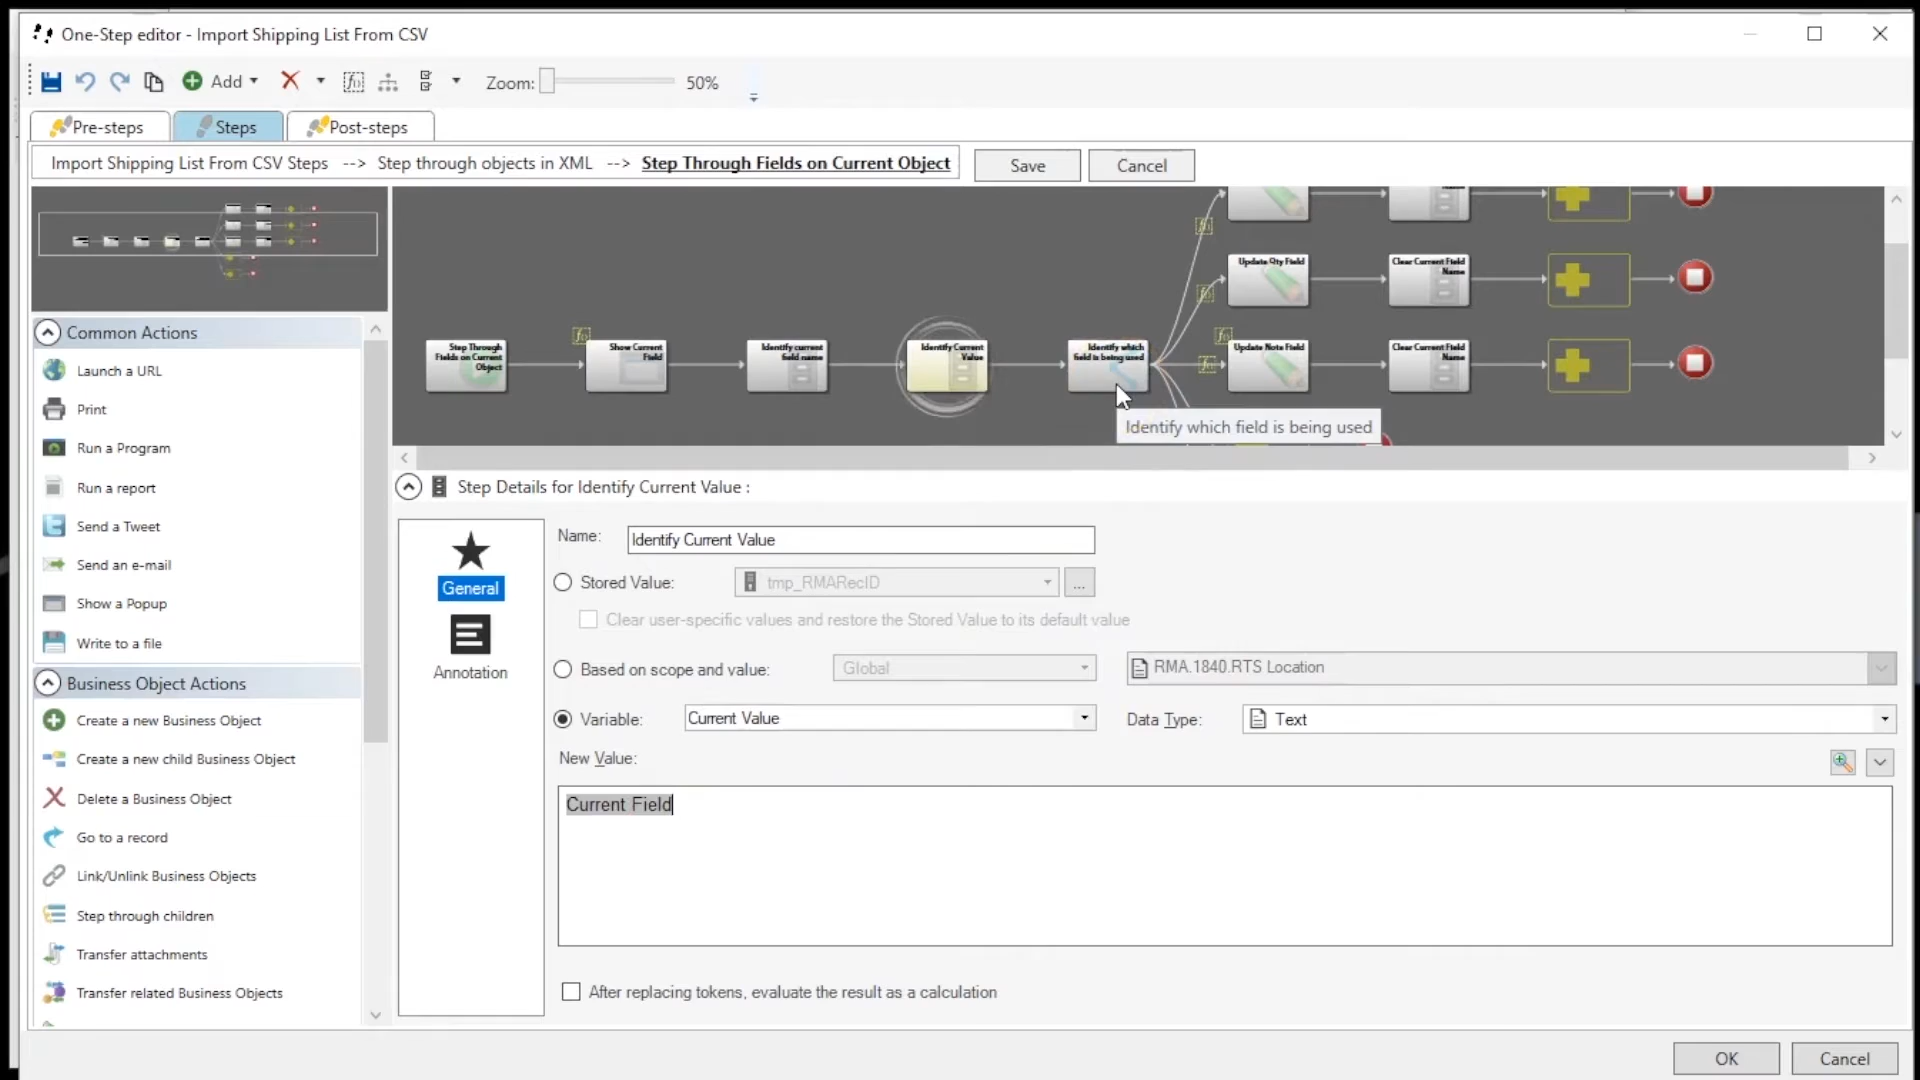 One-Step editor - Import Shipping List From CSV
Add
Zoom:
50%
Pre-steps
Steps
Post-steps
Import Shipping List From CSV Steps --> Step through objects in XML --> Step Through Fields on Current Object
Save
Cancel
Name
Update Qty Field
Clear Current Field
Name
Step Through
Fields on Current
Object
Show Current
Field
Identify current
field name
Identify Current
Value
Identify which
field is being used
Update Note Field
Clear Current Field
Name
Identify which field is being used
Common Actions
Launch a URL
Print
Run a Program
Run a report
Send a Tweet
Send an e-mail
Show a Popup
Write to a file
Business Object Actions
Create a new Business Object
Create a new child Business Object
Delete a Business Object
Go to a record
Link/Unlink Business Objects
Step through children
Transfer attachments
Transfer related Business Objects
Step Details for Identify Current Value :
General
Annotation
Name:
Identify Current Value
Stored Value:
tmp_RMARecID
...
Clear user-specific values and restore the Stored Value to its default value
Based on scope and value:
Global
RMA.1840.RTS Location
Variable:
Current Value
Data Type:
Text
New Value:
Current Field
After replacing tokens, evaluate the result as a calculation
OK
Cancel